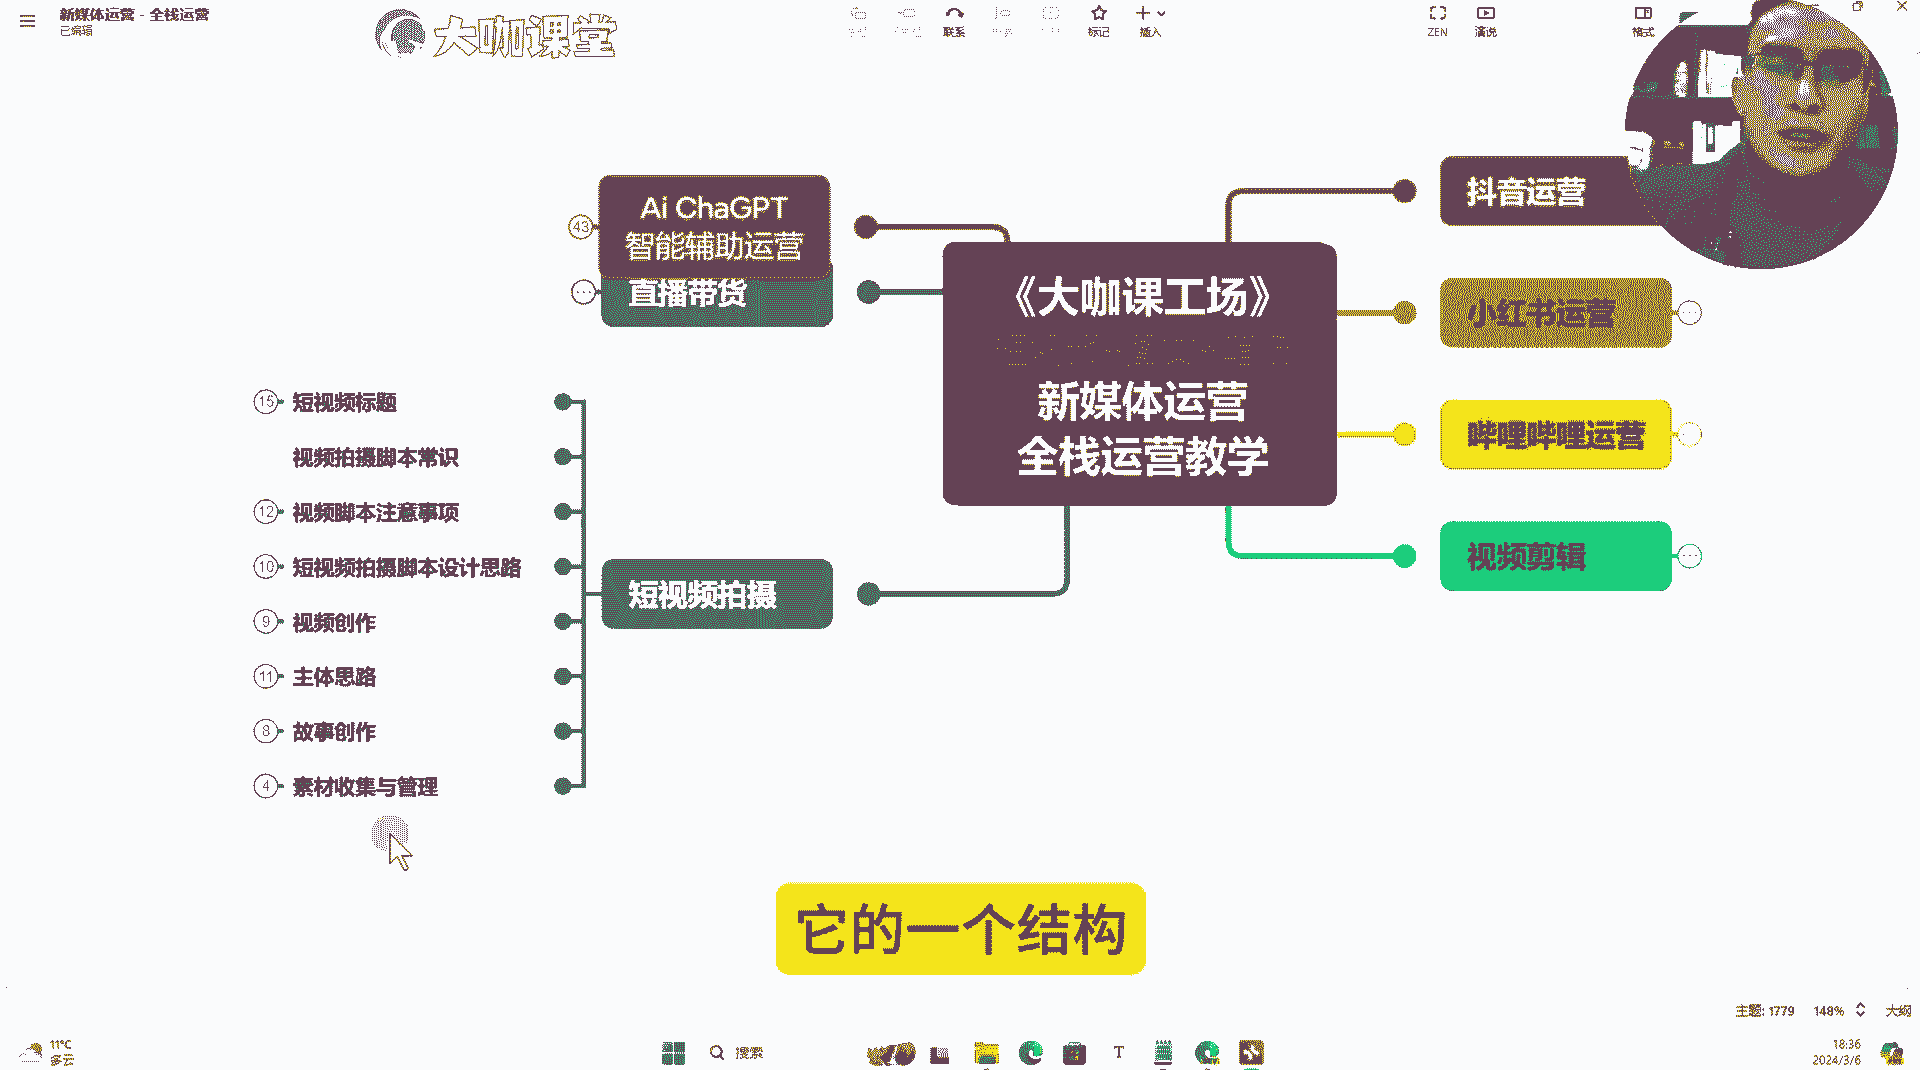 新媒体运营 - 全栈运营
已编辑
大咖课堂
联系
标记
插入
ZEN
演说
格式
Ai ChaGPT
智能辅助运营
43
直播带货
《大咖课工场》
新媒体运营
全栈运营教学
抖音运营
小红书运营
哔哩哔哩运营
视频剪辑
短视频拍摄
15 短视频标题
视频拍摄脚本常识
12 视频脚本注意事项
10 短视频拍摄脚本设计思路
9 视频创作
11 主体思路
8 故事创作
4 素材收集与管理
它的一个结构
主题: 1779
148%
大纲
11°C
多云
搜索
18:36
2024/3/6